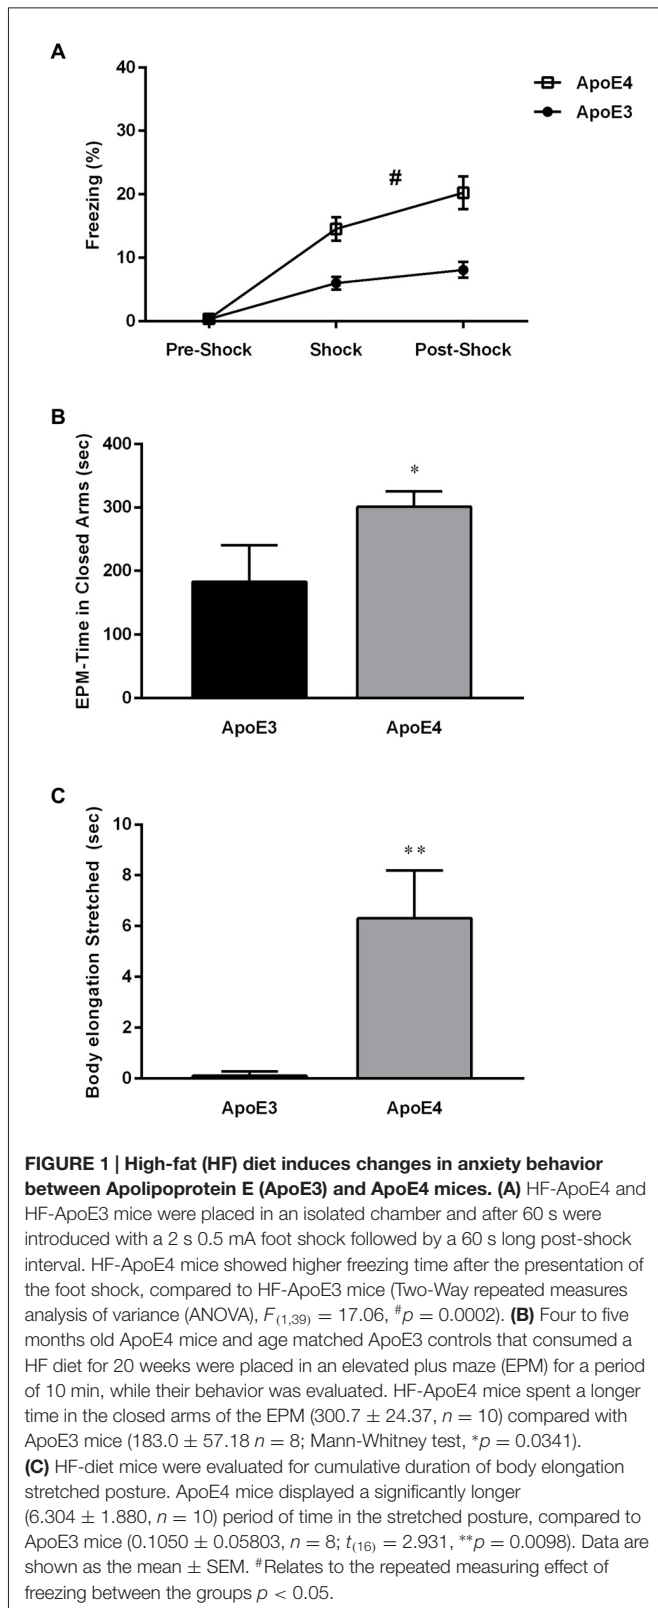 A
40
30
20
10
0
Freezing (%)
#
ApoE4
ApoE3
Pre-Shock Shock Post-Shock
B
400
300
200
100
0
EPM-Time in Closed Arms (sec)
*
ApoE3 ApoE4
C
10
8
6
4
2
0
Body elongation Stretched (sec)
**
ApoE3 ApoE4
FIGURE 1 | High-fat (HF) diet induces changes in anxiety behavior
between Apolipoprotein E (ApoE3) and ApoE4 mices. (A) HF-ApoE4 and
HF-ApoE3 mice were placed in an isolated chamber and after 60 s were
introduced with a 2 s 0.5 mA foot shock followed by a 60 s long post-shock
interval. HF-ApoE4 mice showed higher freezing time after the presentation of
the foot shock, compared to HF-ApoE3 mice (Two-Way repeated measures
analysis of variance (ANOVA), F(1,39) = 17.06, #p = 0.0002). (B) Four to five
months old ApoE4 mice and age matched ApoE3 controls that consumed a
HF diet for 20 weeks were placed in an elevated plus maze (EPM) for a period
of 10 min, while their behavior was evaluated. HF-ApoE4 mice spent a longer
time in the closed arms of the EPM (300.7 ± 24.37, n = 10) compared with
ApoE3 mice (183.0 ± 57.18 n = 8; Mann-Whitney test, *p = 0.0341).
(C) HF-diet mice were evaluated for cumulative duration of body elongation
stretched posture. ApoE4 mice displayed a significantly longer
(6.304 ± 1.880, n = 10) period of time in the stretched posture, compared to
ApoE3 mice (0.1050 ± 0.05803, n = 8; t(16) = 2.931, **p = 0.0098). Data are
shown as the mean ± SEM. #Relates to the repeated measuring effect of
freezing between the groups p < 0.05.